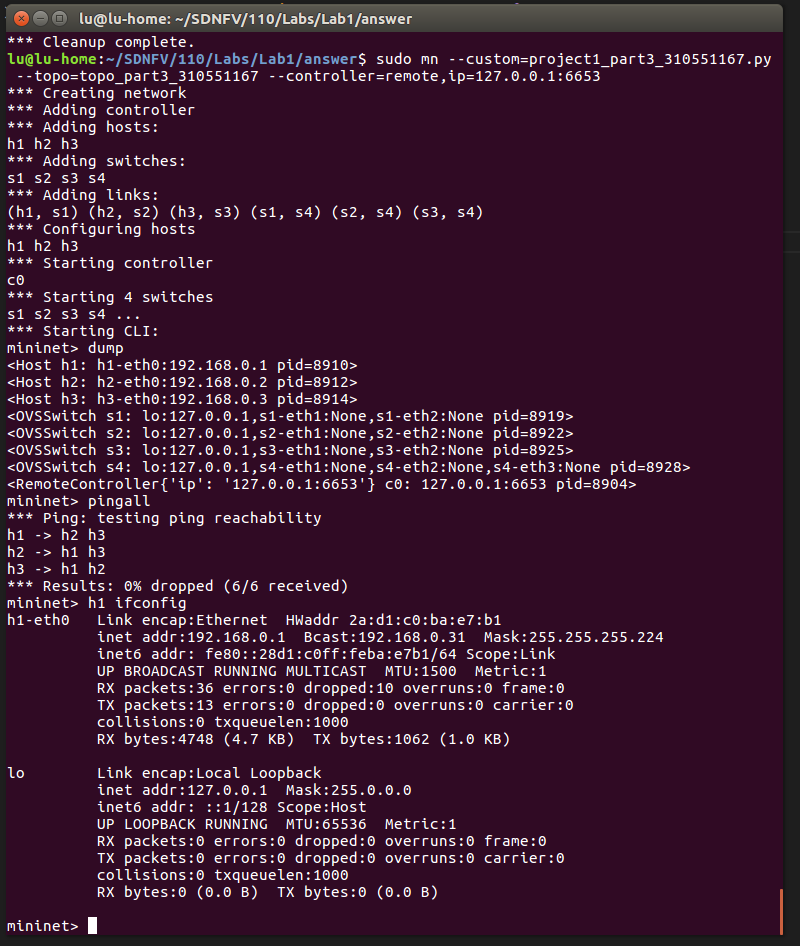 lu@lu-home: ~/SDNFV/110/Labs/Lab1/answer
*** Cleanup complete.
lu@lu-home:~/SDNFV/110/Labs/Lab1/answer$ sudo mn --custom=project1_part3_310551167.py
 --topo=topo_part3_310551167 --controller=remote,ip=127.0.0.1:6653
*** Creating network
*** Adding controller
*** Adding hosts:
h1 h2 h3
*** Adding switches:
s1 s2 s3 s4
*** Adding links:
(h1, s1) (h2, s2) (h3, s3) (s1, s4) (s2, s4) (s3, s4)
*** Configuring hosts
h1 h2 h3
*** Starting controller
c0
*** Starting 4 switches
s1 s2 s3 s4 ...
*** Starting CLI:
mininet> dump
<Host h1: h1-eth0:192.168.0.1 pid=8910>
<Host h2: h2-eth0:192.168.0.2 pid=8912>
<Host h3: h3-eth0:192.168.0.3 pid=8914>
<OVSSwitch s1: lo:127.0.0.1,s1-eth1:None,s1-eth2:None pid=8919>
<OVSSwitch s2: lo:127.0.0.1,s2-eth1:None,s2-eth2:None pid=8922>
<OVSSwitch s3: lo:127.0.0.1,s3-eth1:None,s3-eth2:None pid=8925>
<OVSSwitch s4: lo:127.0.0.1,s4-eth1:None,s4-eth2:None,s4-eth3:None pid=8928>
<RemoteController{'ip': '127.0.0.1:6653'} c0: 127.0.0.1:6653 pid=8904>
mininet> pingall
*** Ping: testing ping reachability
h1 -> h2 h3
h2 -> h1 h3
h3 -> h1 h2
*** Results: 0% dropped (6/6 received)
mininet> h1 ifconfig
h1-eth0   Link encap:Ethernet  HWaddr 2a:d1:c0:ba:e7:b1
          inet addr:192.168.0.1  Bcast:192.168.0.31  Mask:255.255.255.224
          inet6 addr: fe80::28d1:c0ff:feba:e7b1/64 Scope:Link
          UP BROADCAST RUNNING MULTICAST  MTU:1500  Metric:1
          RX packets:36 errors:0 dropped:10 overruns:0 frame:0
          TX packets:13 errors:0 dropped:0 overruns:0 carrier:0
          collisions:0 txqueuelen:1000
          RX bytes:4748 (4.7 KB)  TX bytes:1062 (1.0 KB)

lo        Link encap:Local Loopback
          inet addr:127.0.0.1  Mask:255.0.0.0
          inet6 addr: ::1/128 Scope:Host
          UP LOOPBACK RUNNING  MTU:65536  Metric:1
          RX packets:0 errors:0 dropped:0 overruns:0 frame:0
          TX packets:0 errors:0 dropped:0 overruns:0 carrier:0
          collisions:0 txqueuelen:1000
          RX bytes:0 (0.0 B)  TX bytes:0 (0.0 B)

mininet>